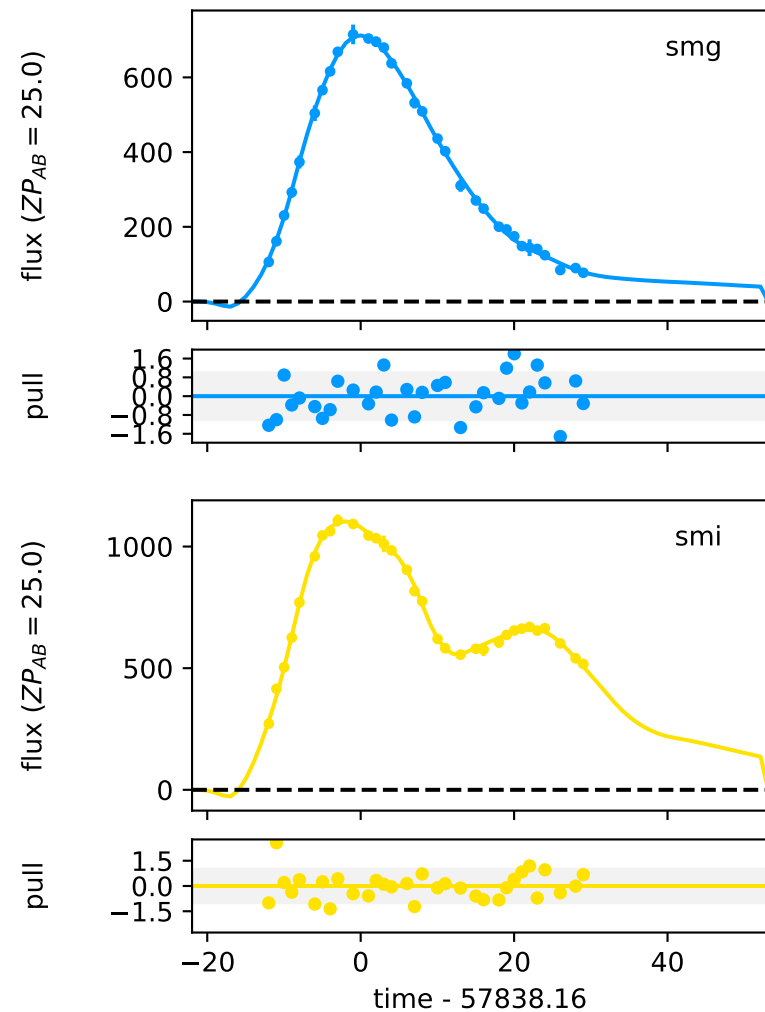 smg
flux (ZP_AB = 25.0)
600
400
200
0
pull
1.6
0.8
0.0
−0.8
−1.6
smi
flux (ZP_AB = 25.0)
1000
500
0
pull
1.5
0.0
−1.5
−20 0 20 40
time - 57838.16